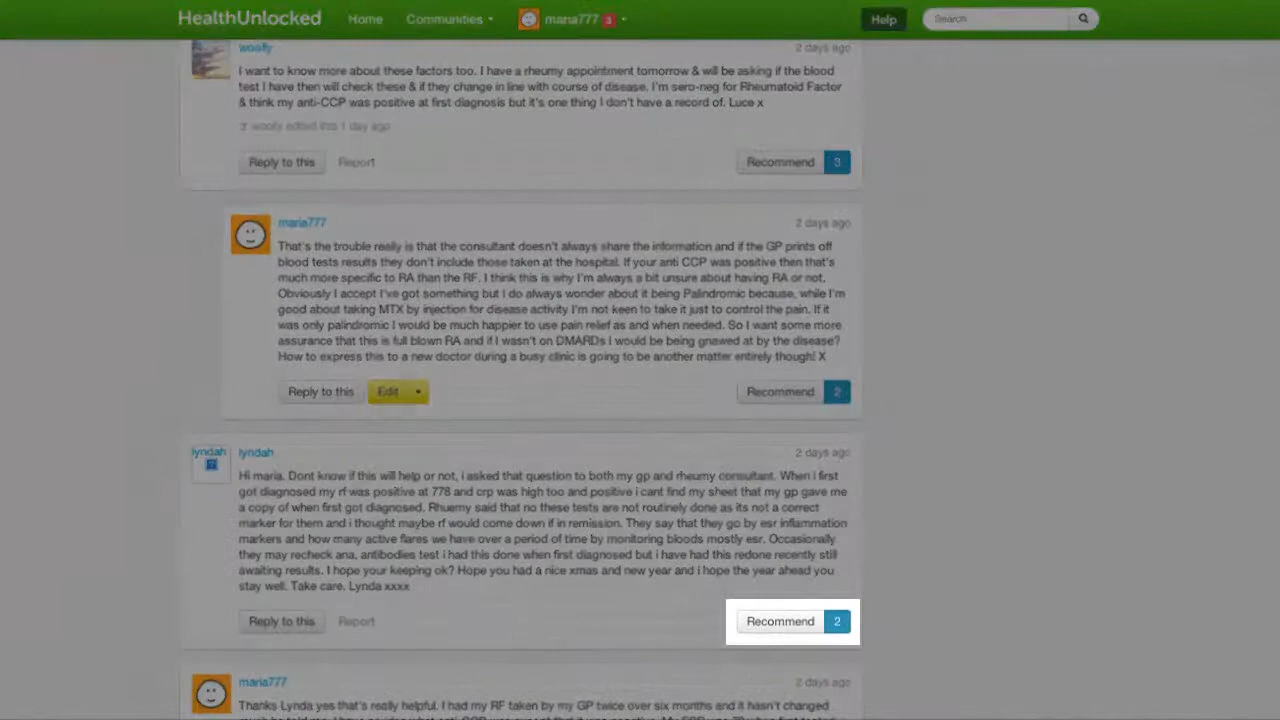 HealthUnlocked Home Communities maria777 3 Help Search
woolly 2 days ago
I want to know more about these factors too. I have a rheumy appointment tomorrow & will be asking if the blood
test I have then will check these & if they change in line with course of disease. I'm sero-neg for Rheumatoid Factor
& think my anti-CCP was positive at first diagnosis but it's one thing I don't have a record of. Luce x
woolly edited this 1 day ago
Reply to this Report Recommend 3
maria777 2 days ago
That's the trouble really is that the consultant doesn't always share the information and if the GP prints off
blood tests results they don't include those taken at the hospital. If your anti CCP was positive then that's
much more specific to RA than the RF. I think this is why I'm always a bit unsure about having RA or not.
Obviously I accept I've got something but I do always wonder about it being Palindromic because, while I'm
good about taking MTX by injection for disease activity I'm not keen to take it just to control the pain. If it
was only palindromic I would be much happier to use pain relief as and when needed. So I want some more
assurance that this is full blown RA and if I wasn't on DMARDs I would be being gnawed at by the disease?
How to express this to a new doctor during a busy clinic is going to be another matter entirely though! X
Reply to this Edit Recommend 2
lyndah lyndah 2 days ago
Hi maria. Dont know if this will help or not, i asked that question to both my gp and rheumy consultant. When i first
got diagnosed my rf was positive at 778 and crp was high too and positive i cant find my sheet that my gp gave me
a copy of when first got diagnosed. Rhuemy said that no these tests are not routinely done as its not a correct
marker for them and i thought maybe rf would come down if in remission. They say that they go by esr inflammation
markers and how many active flares we have over a period of time by monitoring bloods mostly esr. Occasionally
they may recheck ana, antibodies test i had this done when first diagnosed but i have had this redone recently still
awaiting results. I hope your keeping ok? Hope you had a nice xmas and new year and i hope the year ahead you
stay well. Take care. Lynda xxxx
Reply to this Report Recommend 2
maria777 2 days ago
Thanks Lynda yes that's really helpful. I had my RF taken by my GP twice over six months and it hasn't changed